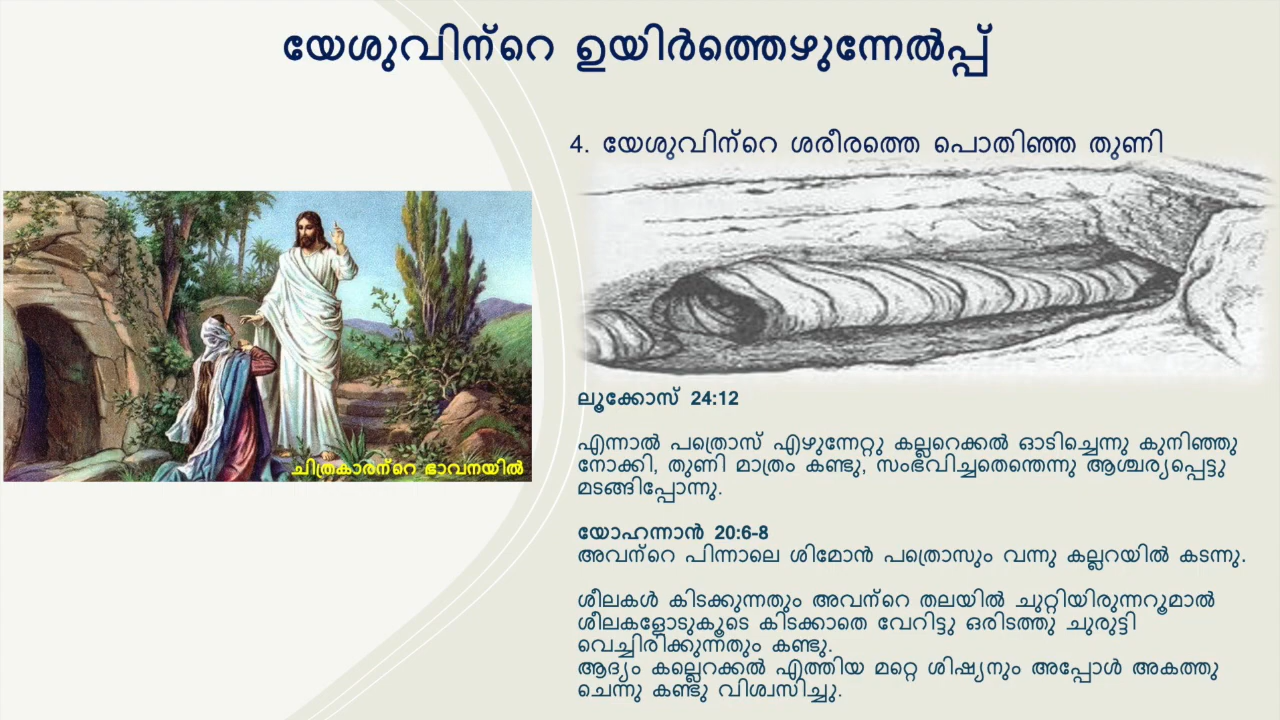 യേശുവിന്റെ ഉയിർത്തെഴുന്നേൽപ്പ്
4. യേശുവിന്റെ ശരീരത്തെ പൊതിഞ്ഞ തുണി
ചിത്രകാരന്റെ ഭാവനയിൽ
ലൂക്കോസ് 24:12
എന്നാൽ പത്രൊസ് എഴുന്നേറ്റു കല്ലറെക്കൽ ഓടിച്ചെന്നു കുനിഞ്ഞു
നോക്കി, തുണി മാത്രം കണ്ടു, സംഭവിച്ചതെന്തെന്നു ആശ്ചര്യപ്പെട്ടു
മടങ്ങിപ്പോന്നു.
യോഹന്നാൻ 20:6-8
അവന്റെ പിന്നാലെ ശിമോൻ പത്രൊസും വന്നു കല്ലറയിൽ കടന്നു.
ശീലകൾ കിടക്കുന്നതും അവന്റെ തലയിൽ ചുറ്റിയിരുന്നറൂമാൽ
ശീലകളോടുകൂടെ കിടക്കാതെ വേറിട്ടു ഒരിടത്തു ചുരുട്ടി
വെച്ചിരിക്കുന്നതും കണ്ടു.
ആദ്യം കല്ലെറക്കൽ എത്തിയ മറ്റെ ശിഷ്യനും അപ്പോൾ അകത്തു
ചെന്നു കണ്ടു വിശ്വസിച്ചു.